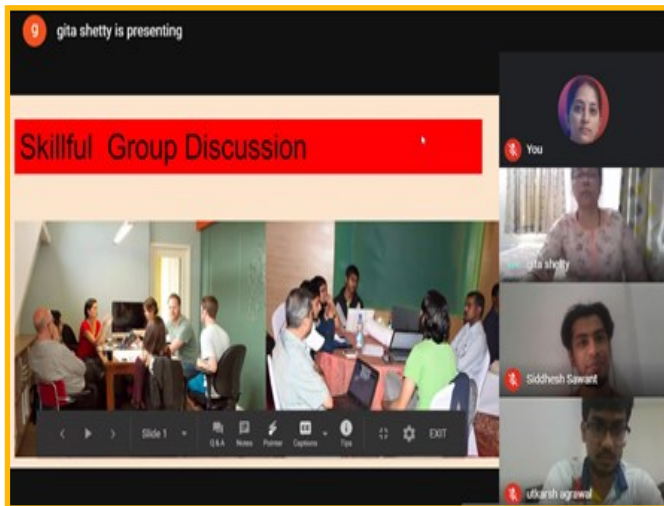 g gita shetty is presenting
Skillful Group Discussion
You
gita shetty
Siddhesh Sawant
utkarsh agrawal
Slide 1
Q & A Notes Pointer Captions Tips EXIT